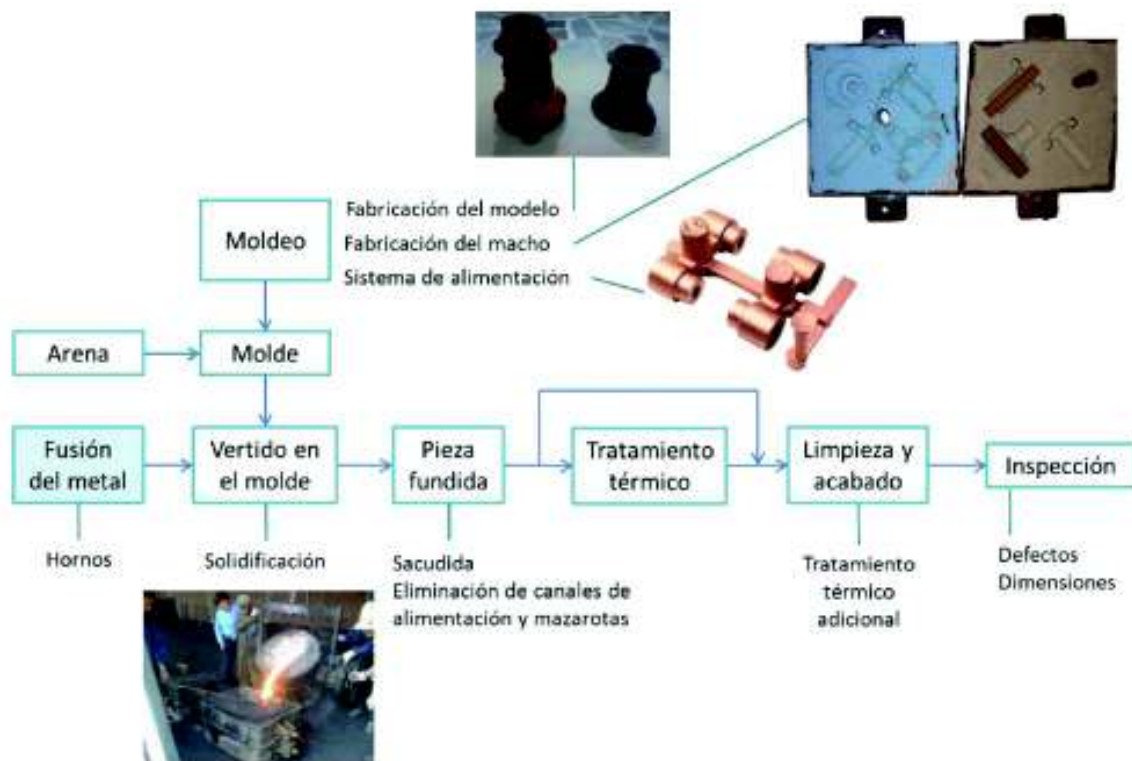 Moldeo
Fabricación del modelo
Fabricación del macho
Sistema de alimentación
Arena
Molde
Fusión
del metal
Vertido en
el molde
Pieza
fundida
Tratamiento
térmico
Limpieza y
acabado
Inspección
Hornos
Solidificación
Sacudida
Eliminación de canales de
alimentación y mazarotas
Tratamiento
térmico
adicional
Defectos
Dimensiones